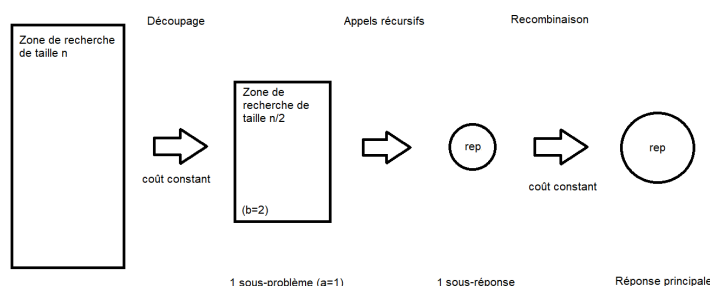 Découpage
Appels récursifs
Recombinaison
Zone de recherche
de taille n
Zone de
recherche de
taille n/2
(b=2)
coût constant
rep
coût constant
rep
1 sous-problème (a=1)
1 sous-réponse
Réponse principale